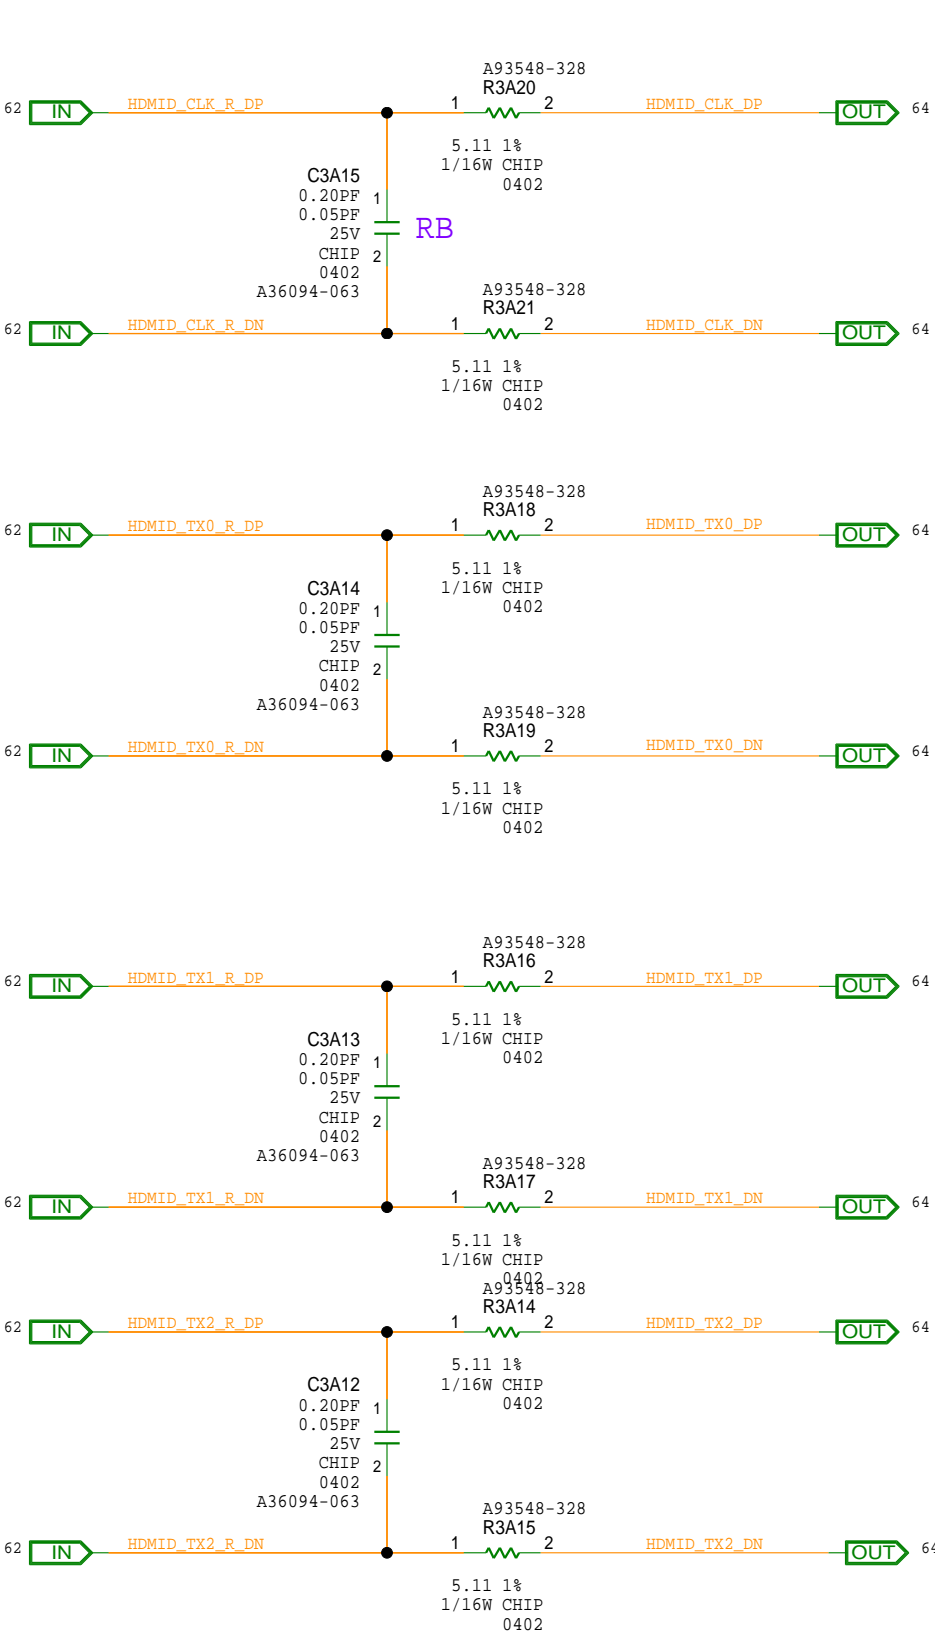 A93548-328
R3A20
62 IN HDMID_CLK_R_DP 1 2 HDMID_CLK_DP OUT 64
5.11 1%
1/16W CHIP
0402
C3A15
0.20PF 1
0.05PF
25V
CHIP 2
0402
A36094-063
RB
A93548-328
R3A21
62 IN HDMID_CLK_R_DN 1 2 HDMID_CLK_DN OUT 64
5.11 1%
1/16W CHIP
0402
A93548-328
R3A18
62 IN HDMID_TX0_R_DP 1 2 HDMID_TX0_DP OUT 64
5.11 1%
1/16W CHIP
0402
C3A14
0.20PF 1
0.05PF
25V
CHIP 2
0402
A36094-063
A93548-328
R3A19
62 IN HDMID_TX0_R_DN 1 2 HDMID_TX0_DN OUT 64
5.11 1%
1/16W CHIP
0402
A93548-328
R3A16
62 IN HDMID_TX1_R_DP 1 2 HDMID_TX1_DP OUT 64
5.11 1%
1/16W CHIP
0402
C3A13
0.20PF 1
0.05PF
25V
CHIP 2
0402
A36094-063
A93548-328
R3A17
62 IN HDMID_TX1_R_DN 1 2 HDMID_TX1_DN OUT 64
5.11 1%
1/16W CHIP
0402
A93548-328
R3A14
62 IN HDMID_TX2_R_DP 1 2 HDMID_TX2_DP OUT 64
5.11 1%
1/16W CHIP
0402
C3A12
0.20PF 1
0.05PF
25V
CHIP 2
0402
A36094-063
A93548-328
R3A15
62 IN HDMID_TX2_R_DN 1 2 HDMID_TX2_DN OUT 64
5.11 1%
1/16W CHIP
0402